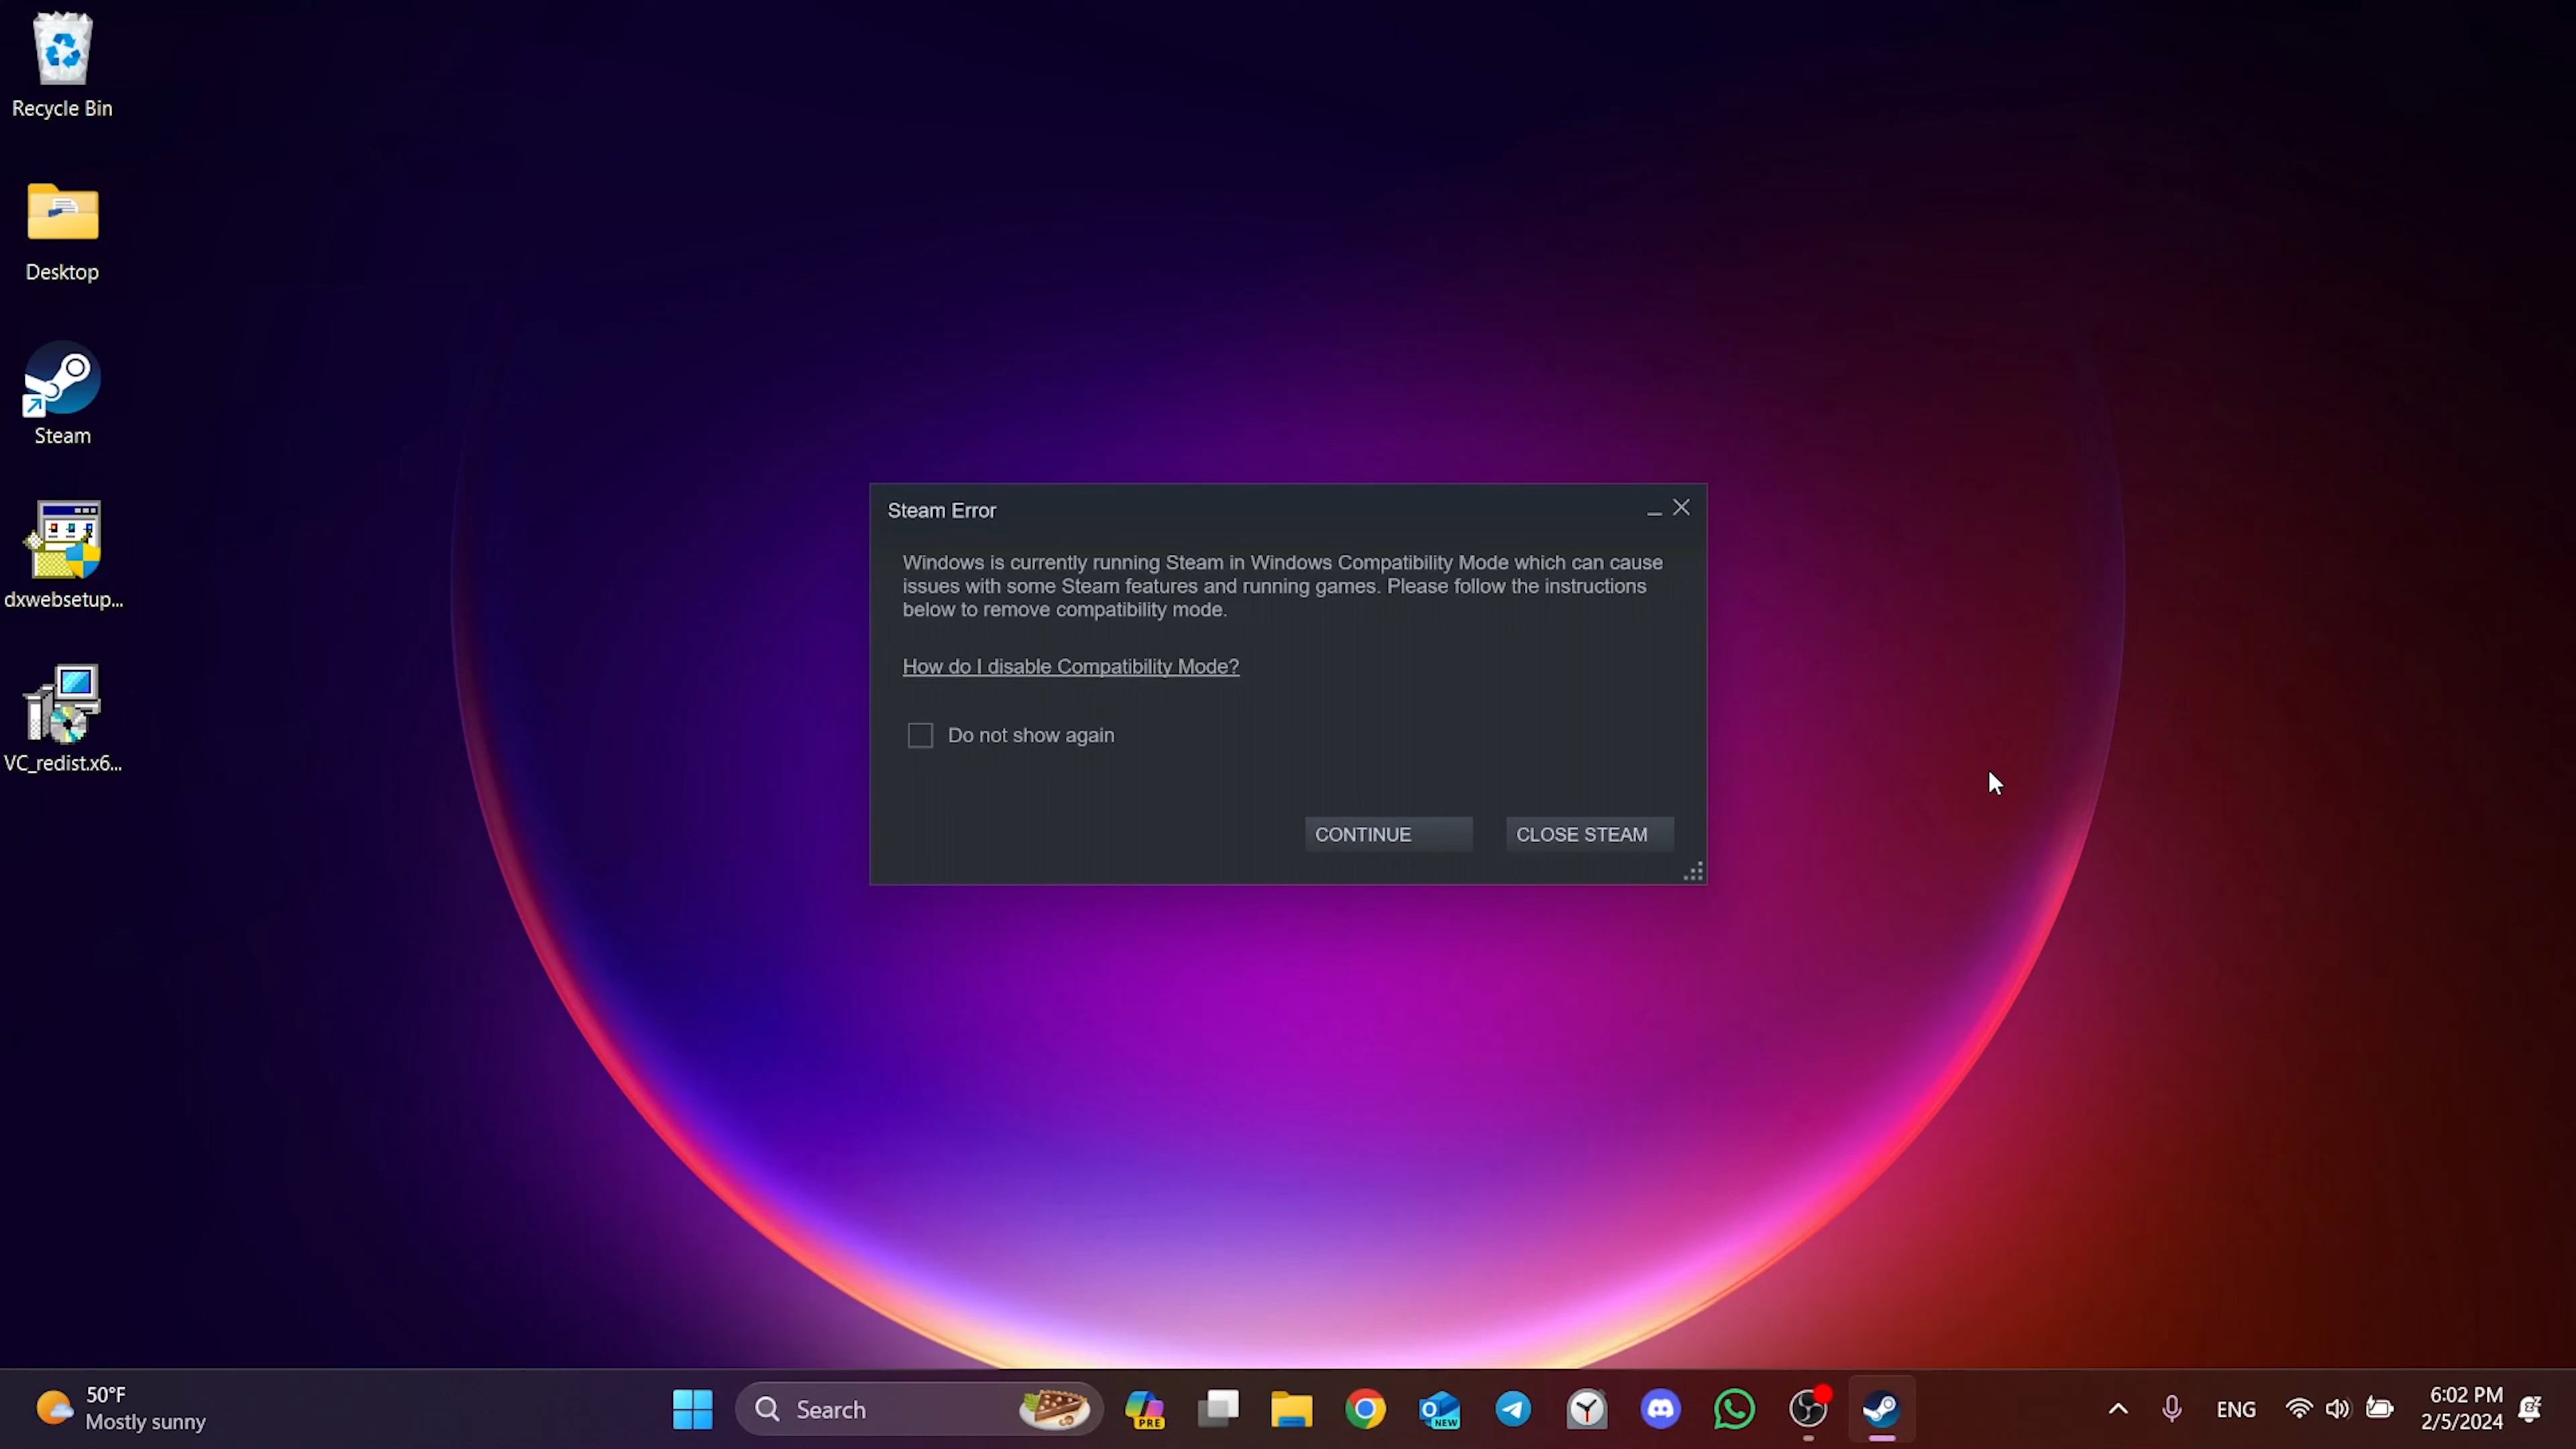 Recycle Bin
Desktop
Steam
dxwebsetup...
VC_redist.x6...
Steam Error
Windows is currently running Steam in Windows Compatibility Mode which can cause
issues with some Steam features and running games. Please follow the instructions
below to remove compatibility mode.
How do I disable Compatibility Mode?
Do not show again
CONTINUE
CLOSE STEAM
50°F
Mostly sunny
Search
PRE
NEW
ENG
6:02 PM
2/5/2024